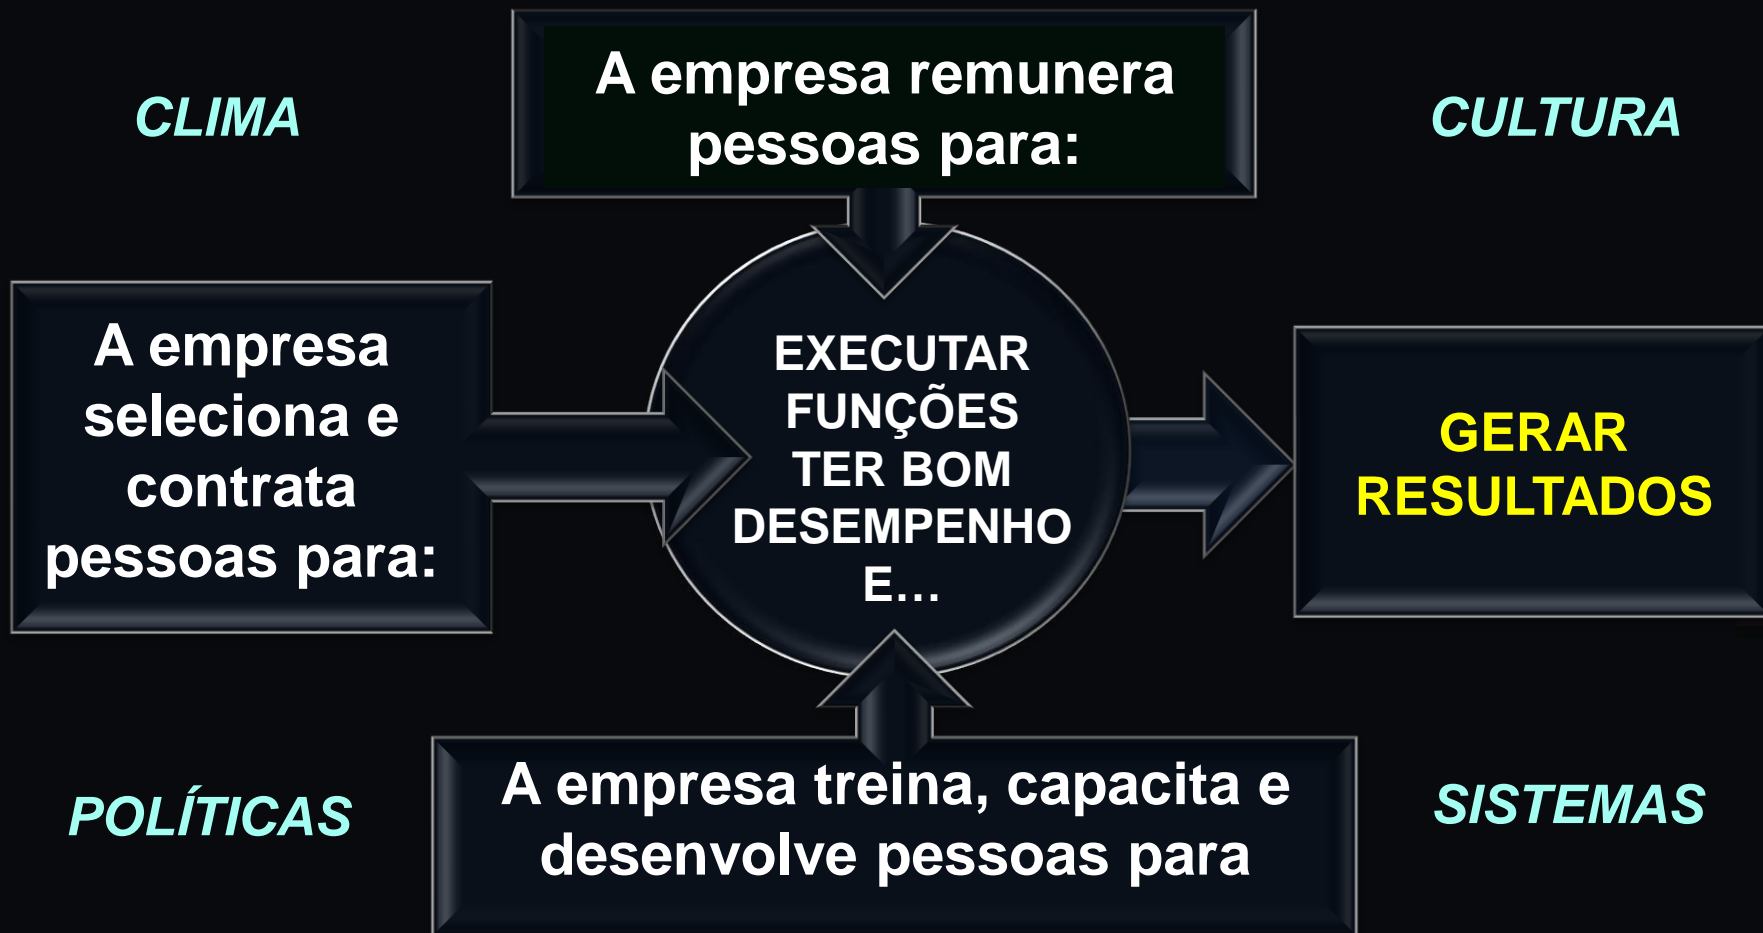 A empresa remunera
pessoas para:
CLIMA
CULTURA
A empresa
seleciona e
contrata
pessoas para:
EXECUTAR
FUNÇÕES
TER BOM
DESEMPENHO
E...
GERAR
RESULTADOS
A empresa treina, capacita e
desenvolve pessoas para
POLÍTICAS
SISTEMAS